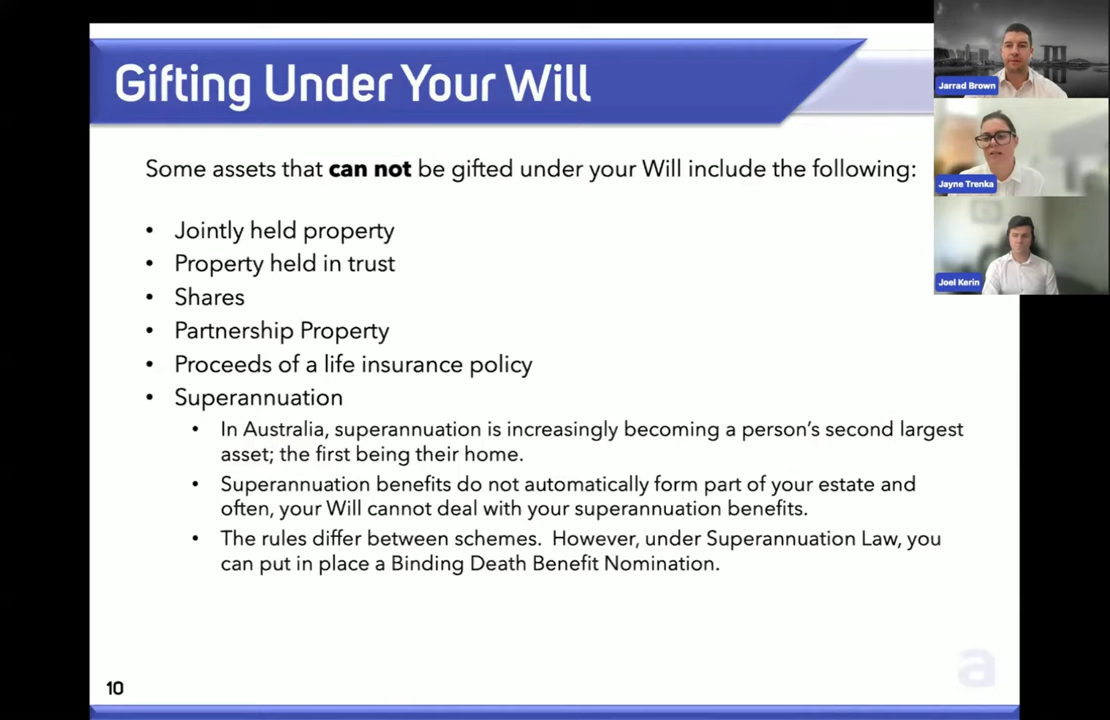 Gifting Under Your Will
Some assets that can not be gifted under your Will include the following:
• Jointly held property
• Property held in trust
• Shares
• Partnership Property
• Proceeds of a life insurance policy
• Superannuation
• In Australia, superannuation is increasingly becoming a person's second largest
asset; the first being their home.
• Superannuation benefits do not automatically form part of your estate and
often, your Will cannot deal with your superannuation benefits.
• The rules differ between schemes.  However, under Superannuation Law, you
can put in place a Binding Death Benefit Nomination.
10
a
Jarrad Brown
Jayne Trenka
Joel Kerin